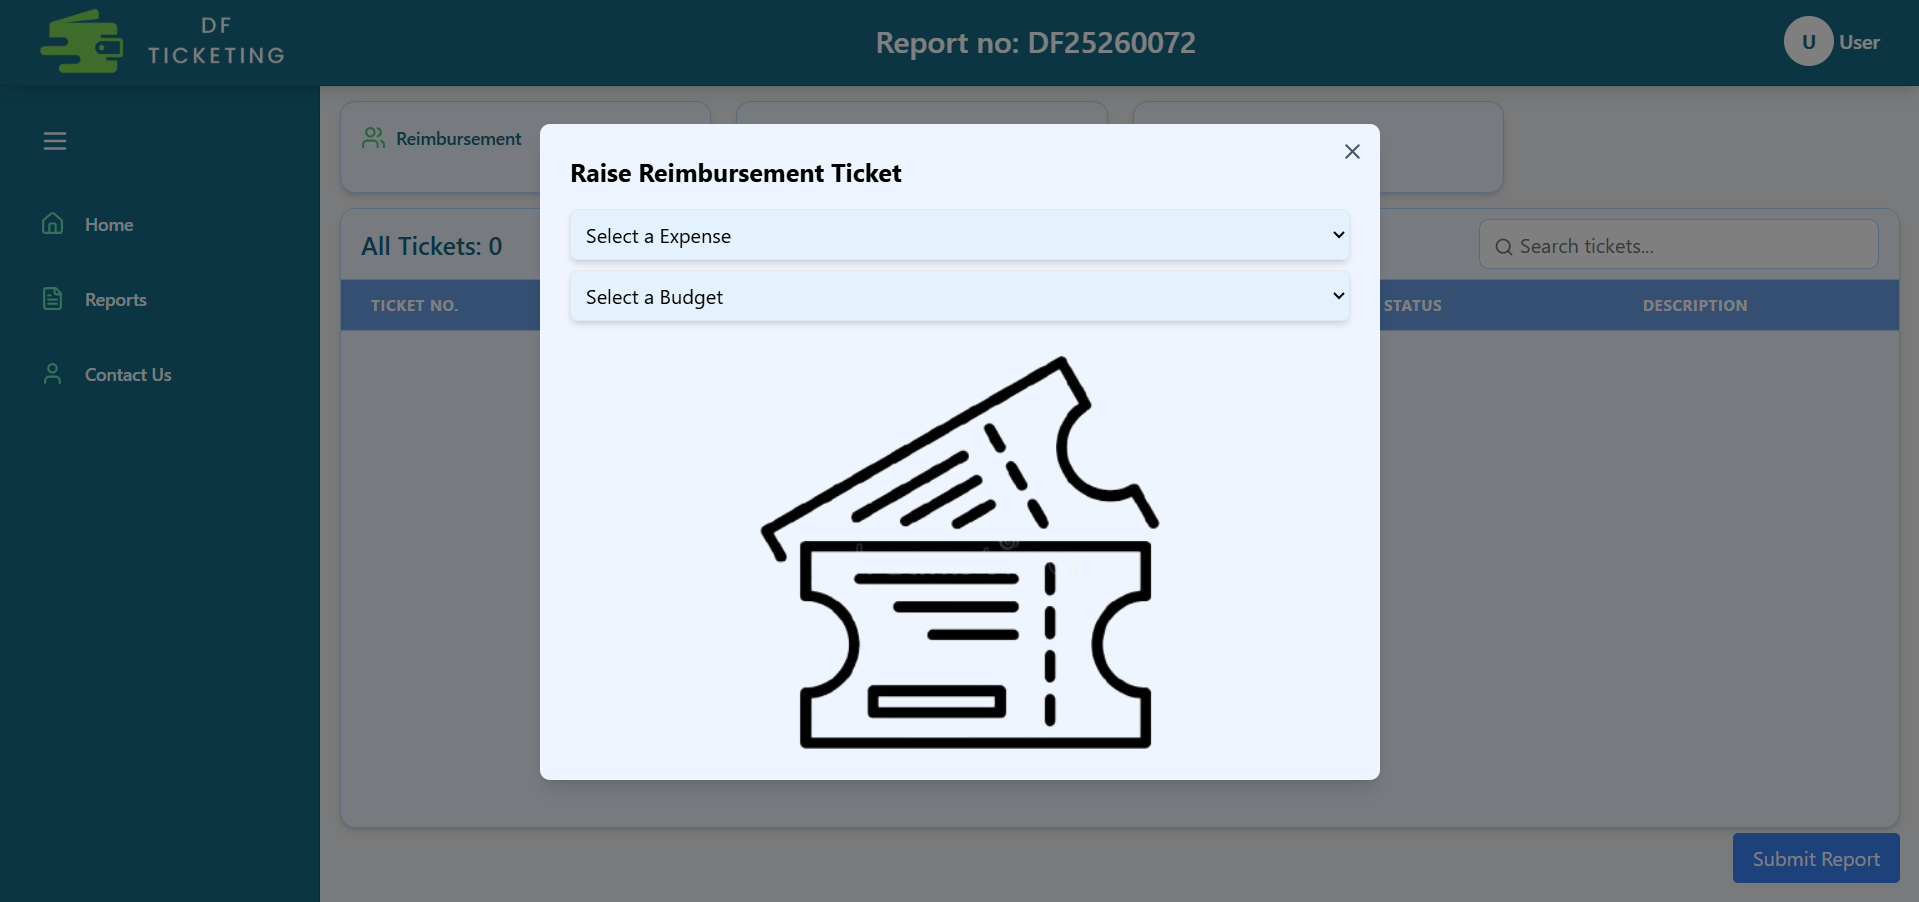 DF
TICKETING
Report no: DF25260072
U
User
Home
Reports
Contact Us
Reimbursement
All Tickets: 0
Search tickets...
TICKET NO.
STATUS
DESCRIPTION
Raise Reimbursement Ticket
Select a Expense
Select a Budget
Submit Report